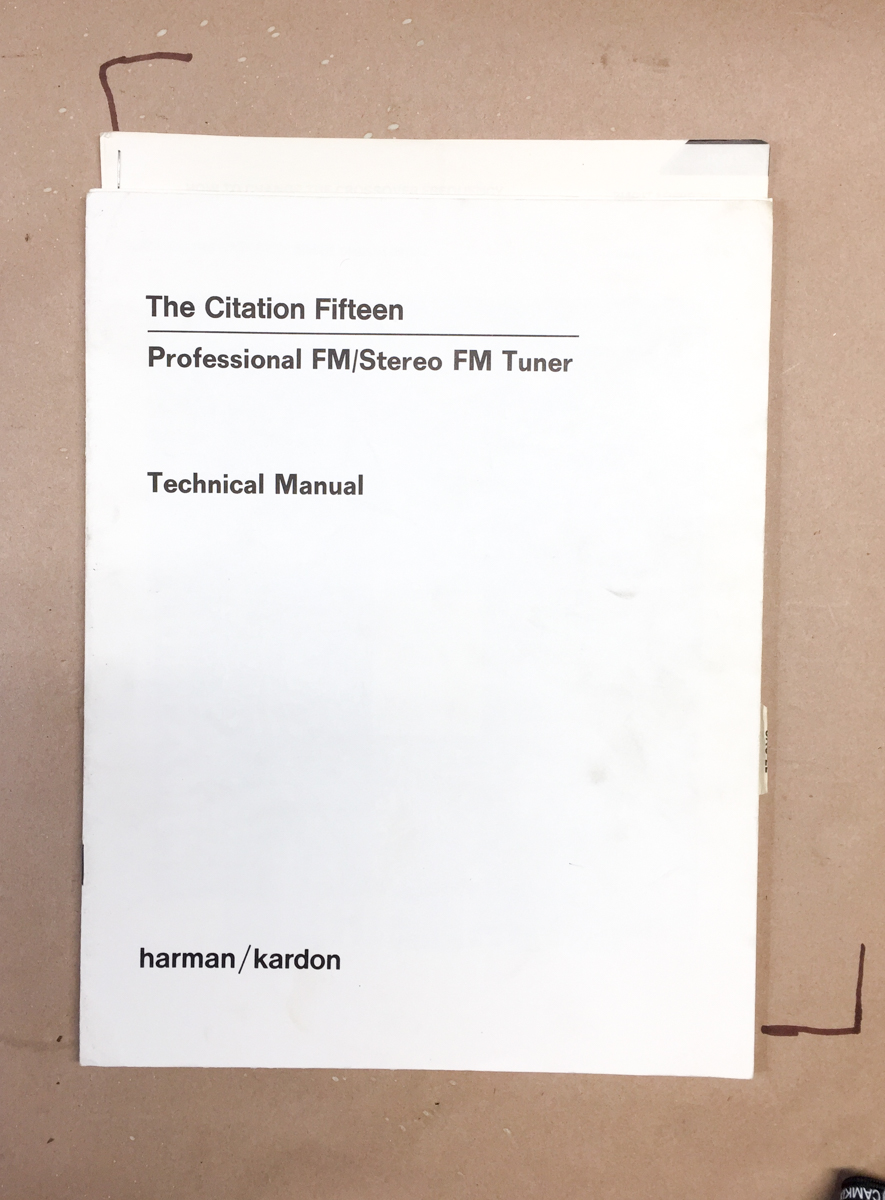 The Citation Fifteen
Professional FM/Stereo FM Tuner
Technical Manual
harman/kardon